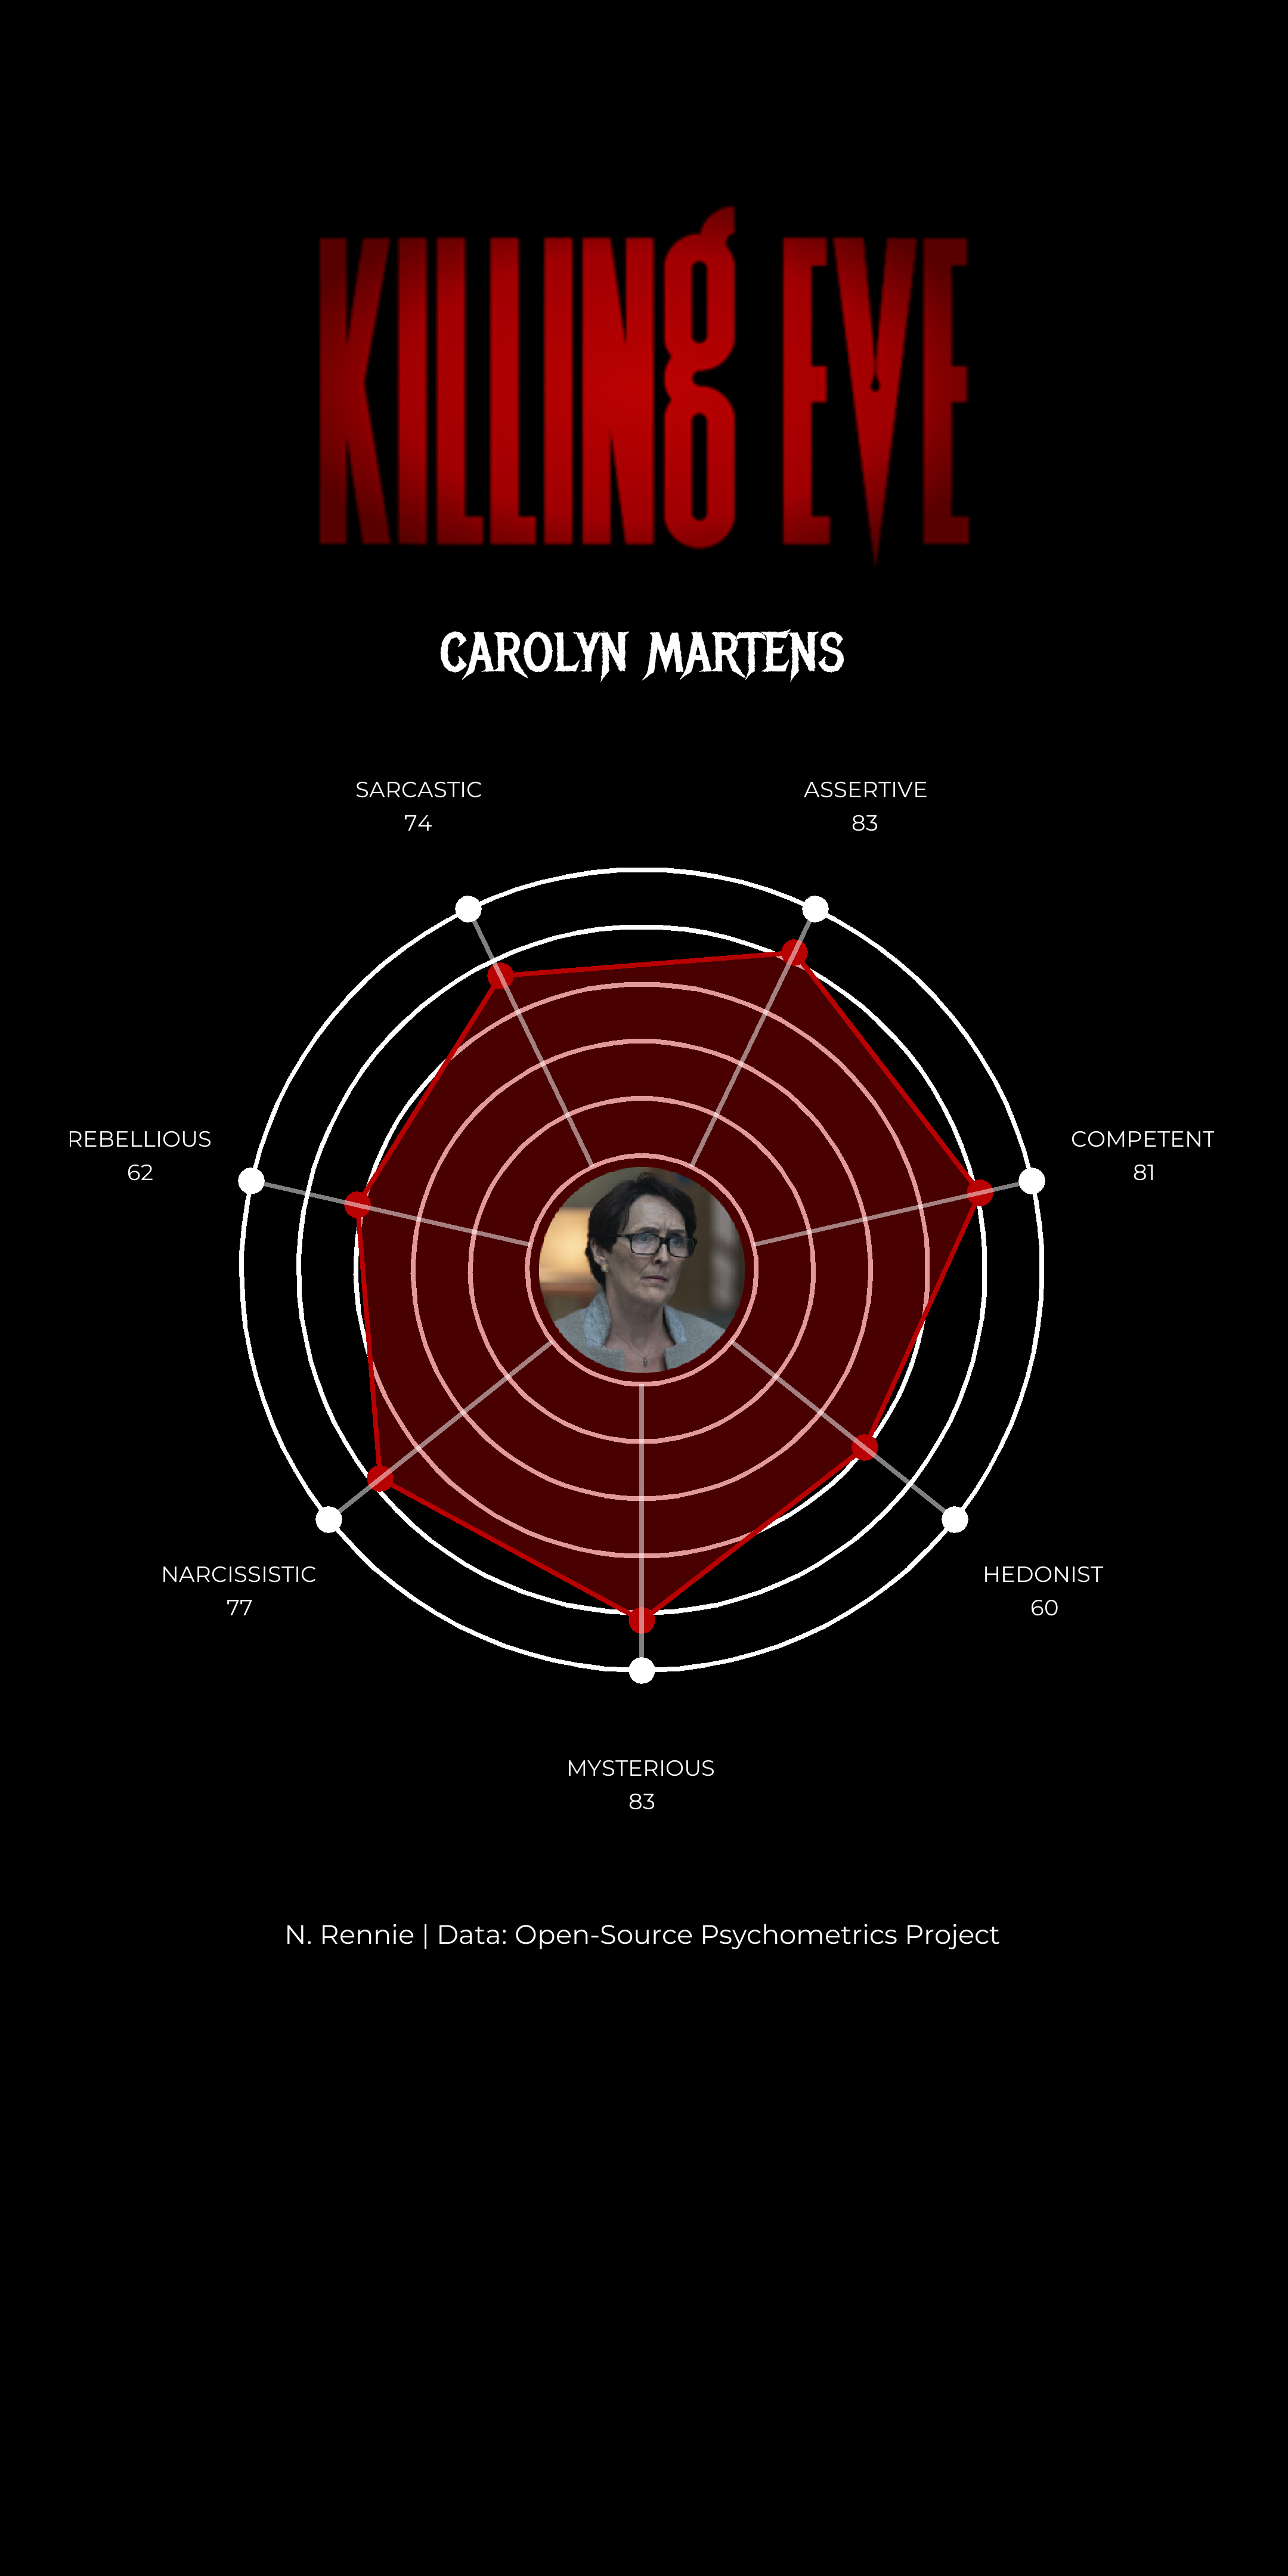 KILLING EVE
CAROLYN MARTENS
SARCASTIC
74
ASSERTIVE
83
REBELLIOUS
62
COMPETENT
81
NARCISSISTIC
77
HEDONIST
60
MYSTERIOUS
83
N. Rennie | Data: Open-Source Psychometrics Project